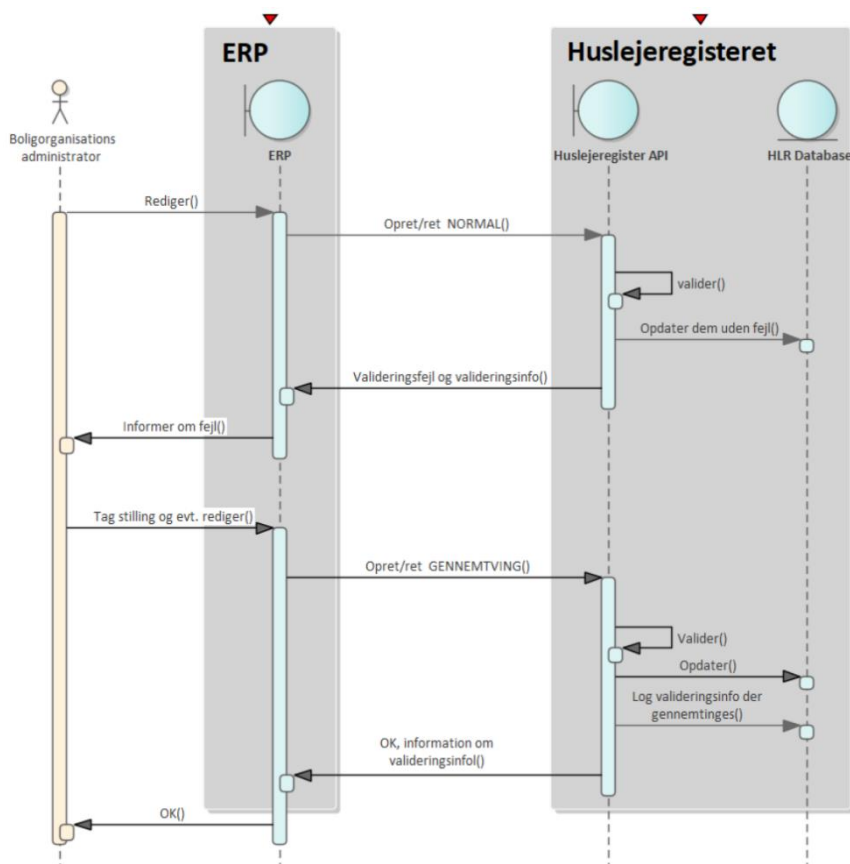 ERP
Huslejeregisteret
Boligorganisations
administrator
ERP
Huslejeregister API
HLR Database
Rediger()
Opret/ret NORMAL()
valider()
Opdater dem uden fejl()
Valideringsfejl og valideringsinfo()
Informer om fejl()
Tag stilling og evt. rediger()
Opret/ret GENNEMTVING()
Valider()
Opdater()
Log valideringsinfo der
gennemtinges()
OK, information om
valideringsinfol()
OK()